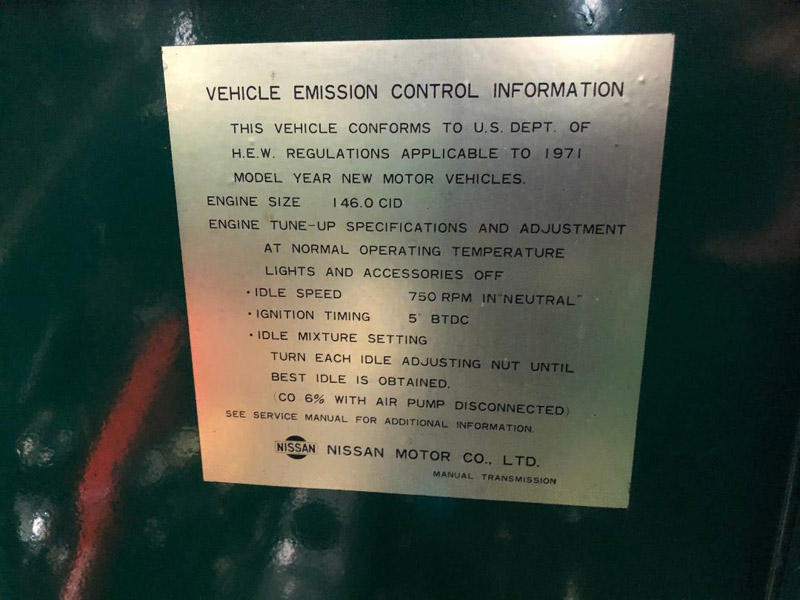 VEHICLE EMISSION CONTROL INFORMATION
THIS VEHICLE CONFORMS TO U.S. DEPT. OF
H.E.W. REGULATIONS APPLICABLE TO 1971
MODEL YEAR NEW MOTOR VEHICLES.
ENGINE SIZE 146.0 CID
ENGINE TUNE-UP SPECIFICATIONS AND ADJUSTMENT
AT NORMAL OPERATING TEMPERATURE
LIGHTS AND ACCESSORIES OFF
・IDLE SPEED 750 RPM IN "NEUTRAL"
・IGNITION TIMING 5° BTDC
・IDLE MIXTURE SETTING
TURN EACH IDLE ADJUSTING NUT UNTIL
BEST IDLE IS OBTAINED.
(CO 6% WITH AIR PUMP DISCONNECTED)
SEE SERVICE MANUAL FOR ADDITIONAL INFORMATION.
NISSAN NISSAN MOTOR CO., LTD.
MANUAL TRANSMISSION